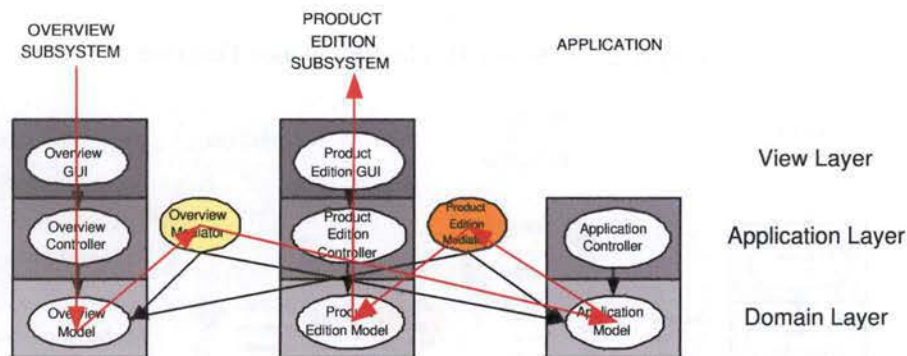 OVERVIEW
SUBSYSTEM
PRODUCT
EDITION
SUBSYSTEM
APPLICATION
Overview
GUI
Product
Edition GUI
View Layer
Overview
Controller
Overview
Mediator
Product
Edition
Controller
Product
Edition
Mediator
Application
Controller
Application Layer
Overview
Model
Product
Edition Model
Application
Model
Domain Layer